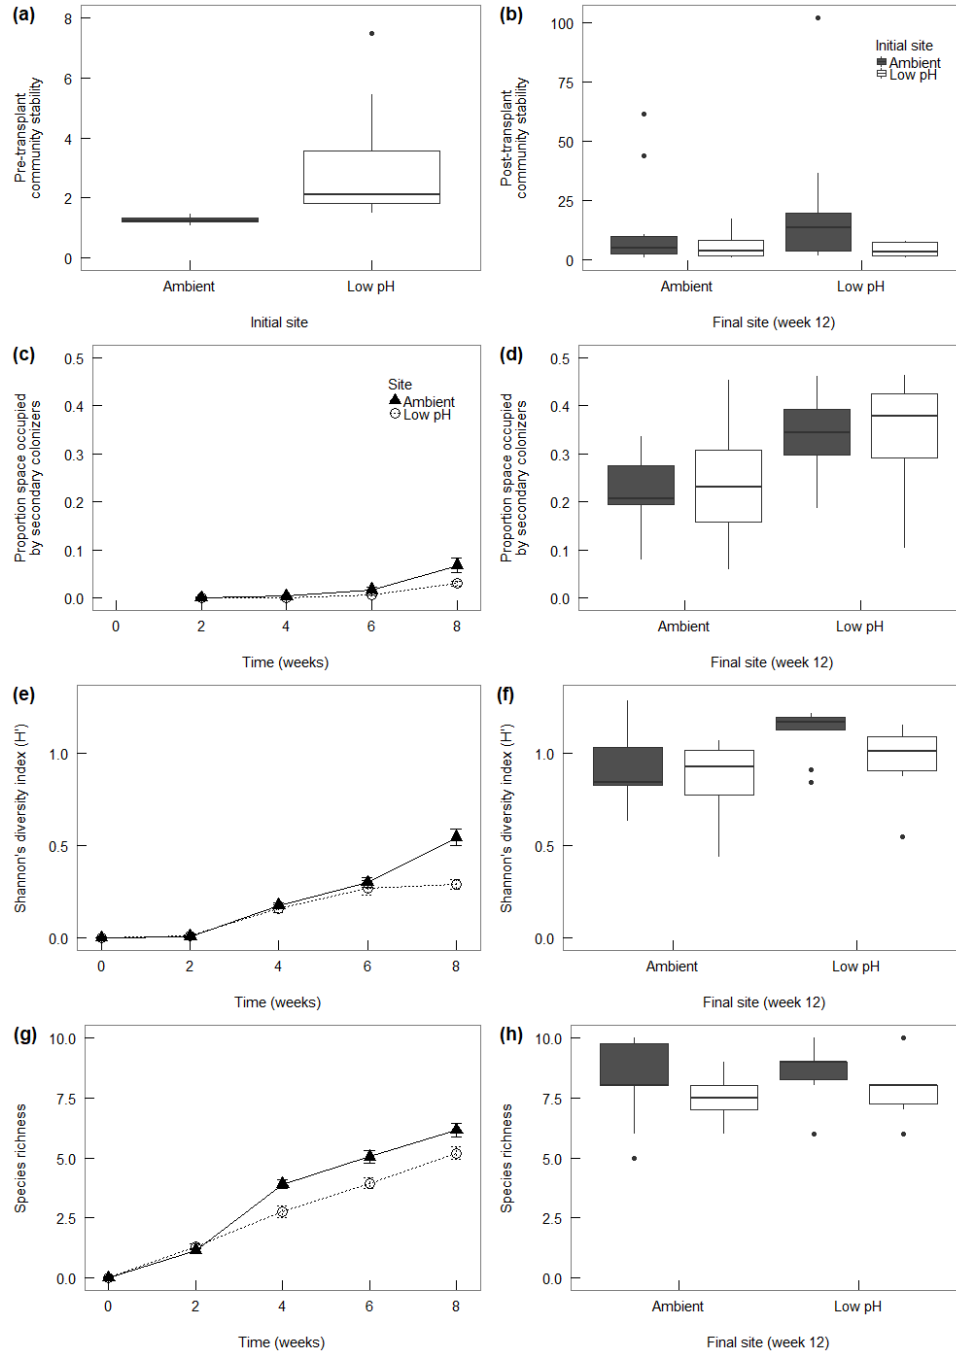 (a)
Pre-transplant
community stability
8
6
4
2
0
Ambient
Low pH
Initial site
(b)
Post-transplant
community stability
100
75
50
25
0
Initial site
Ambient
Low pH
Ambient
Low pH
Final site (week 12)
(c)
Proportion space occupied
by secondary colonizers
0.5
0.4
0.3
0.2
0.1
0.0
Site
Ambient
Low pH
0
2
4
6
8
Time (weeks)
(d)
Proportion space occupied
by secondary colonizers
0.5
0.4
0.3
0.2
0.1
0.0
Ambient
Low pH
Final site (week 12)
(e)
Shannon's diversity index (H')
1.0
0.5
0.0
0
2
4
6
8
Time (weeks)
(f)
Shannon's diversity index (H')
1.0
0.5
0.0
Ambient
Low pH
Final site (week 12)
(g)
Species richness
10.0
7.5
5.0
2.5
0.0
0
2
4
6
8
Time (weeks)
(h)
Species richness
10.0
7.5
5.0
2.5
0.0
Ambient
Low pH
Final site (week 12)